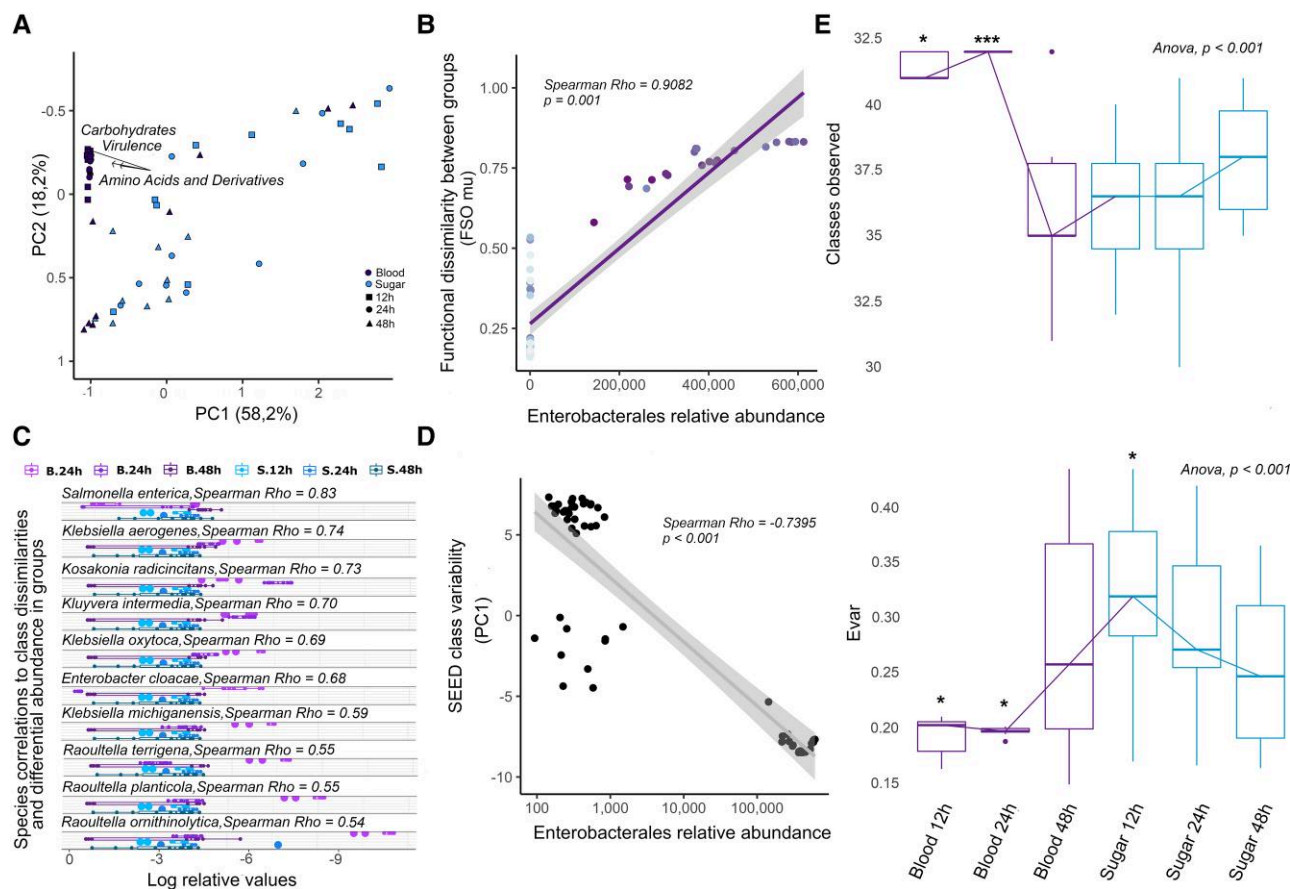 A
-0.5
0
0.5
1
PC2 (18,2%)
Carbohydrates
Virulence
Amino Acids and Derivatives
Blood
Sugar
12h
24h
48h
-1
0
1
2
PC1 (58,2%)
B
Functional dissimilarity between groups
(FSO mu)
1.00
0.75
0.50
0.25
Spearman Rho = 0.9082
p = 0.001
0
200,000
400,000
600,000
Enterobacterales relative abundance
C
B.24h B.24h B.48h S.12h S.24h S.48h
Species correlations to class dissimilarities
and differential abundance in groups
Salmonella enterica,Spearman Rho = 0.83
Klebsiella aerogenes,Spearman Rho = 0.74
Kosakonia radicincitans,Spearman Rho = 0.73
Kluyvera intermedia,Spearman Rho = 0.70
Klebsiella oxytoca,Spearman Rho = 0.69
Enterobacter cloacae,Spearman Rho = 0.68
Klebsiella michiganensis,Spearman Rho = 0.59
Raoultella terrigena,Spearman Rho = 0.55
Raoultella planticola,Spearman Rho = 0.55
Raoultella ornithinolytica,Spearman Rho = 0.54
0
-3
-6
-9
Log relative values
D
SEED class variability
(PC1)
5
0
-5
-10
Spearman Rho = -0.7395
p < 0.001
100
1,000
10,000
100,000
Enterobacterales relative abundance
E
Classes observed
32.5
40
37.5
35
32.5
30
*
***
Anova, p < 0.001
Evar
0.40
0.35
0.30
0.25
0.20
0.15
*
*
*
Anova, p < 0.001
Blood 12h
Blood 24h
Blood 48h
Sugar 12h
Sugar 24h
Sugar 48h